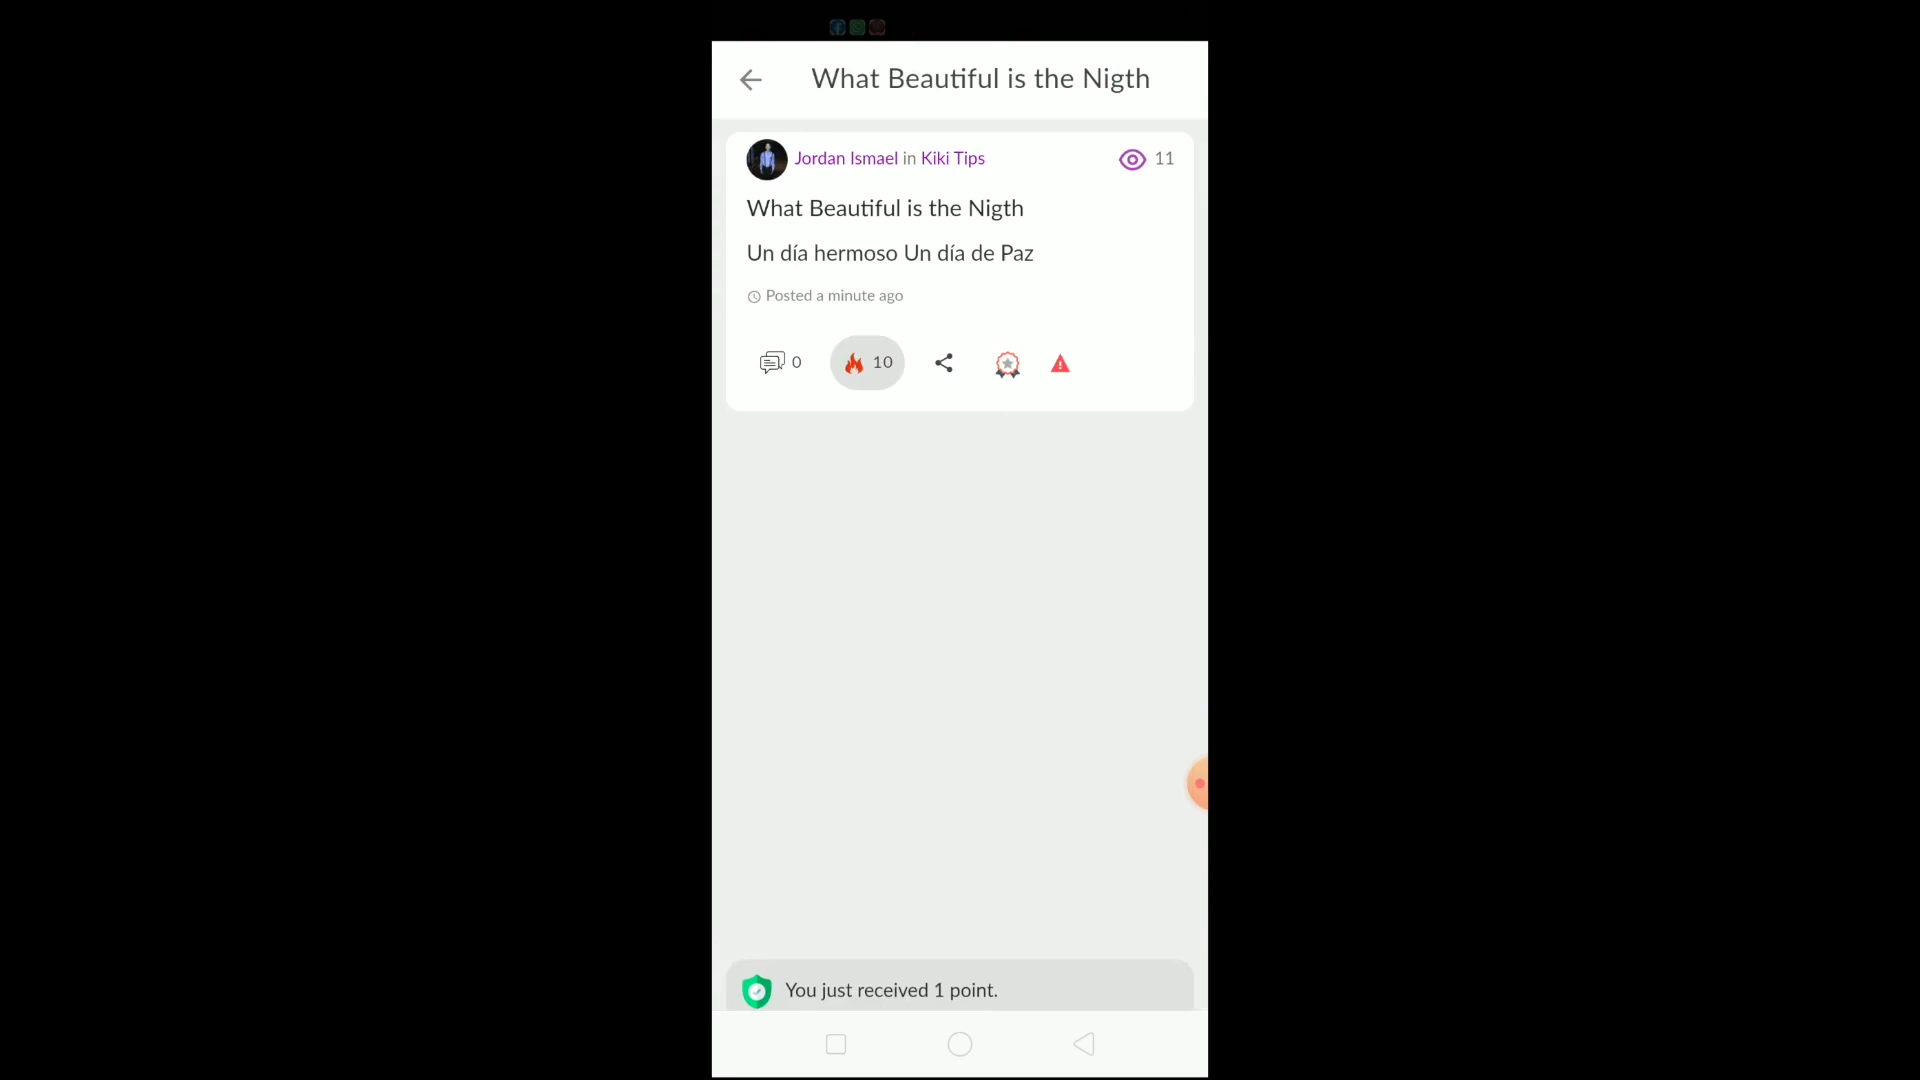 What Beautiful is the Nigth
Jordan Ismael in Kiki Tips
11
What Beautiful is the Nigth
Un día hermoso Un día de Paz
Posted a minute ago
0
10
You just received 1 point.